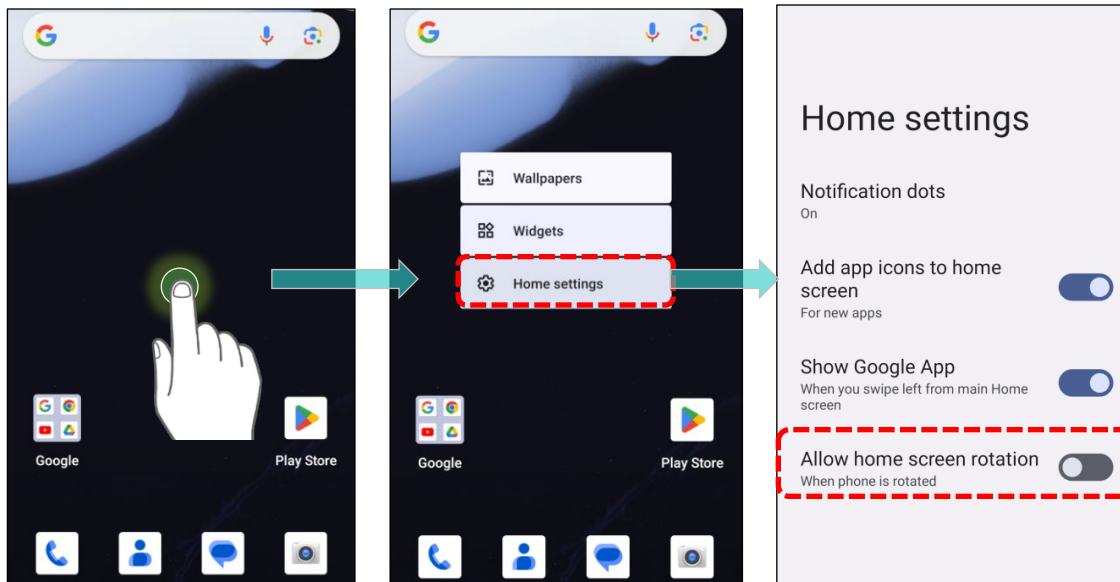 Google
Play Store
Wallpapers
Widgets
Home settings
Google
Play Store
Home settings
Notification dots
On
Add app icons to home
screen
For new apps
Show Google App
When you swipe left from main Home
screen
Allow home screen rotation
When phone is rotated